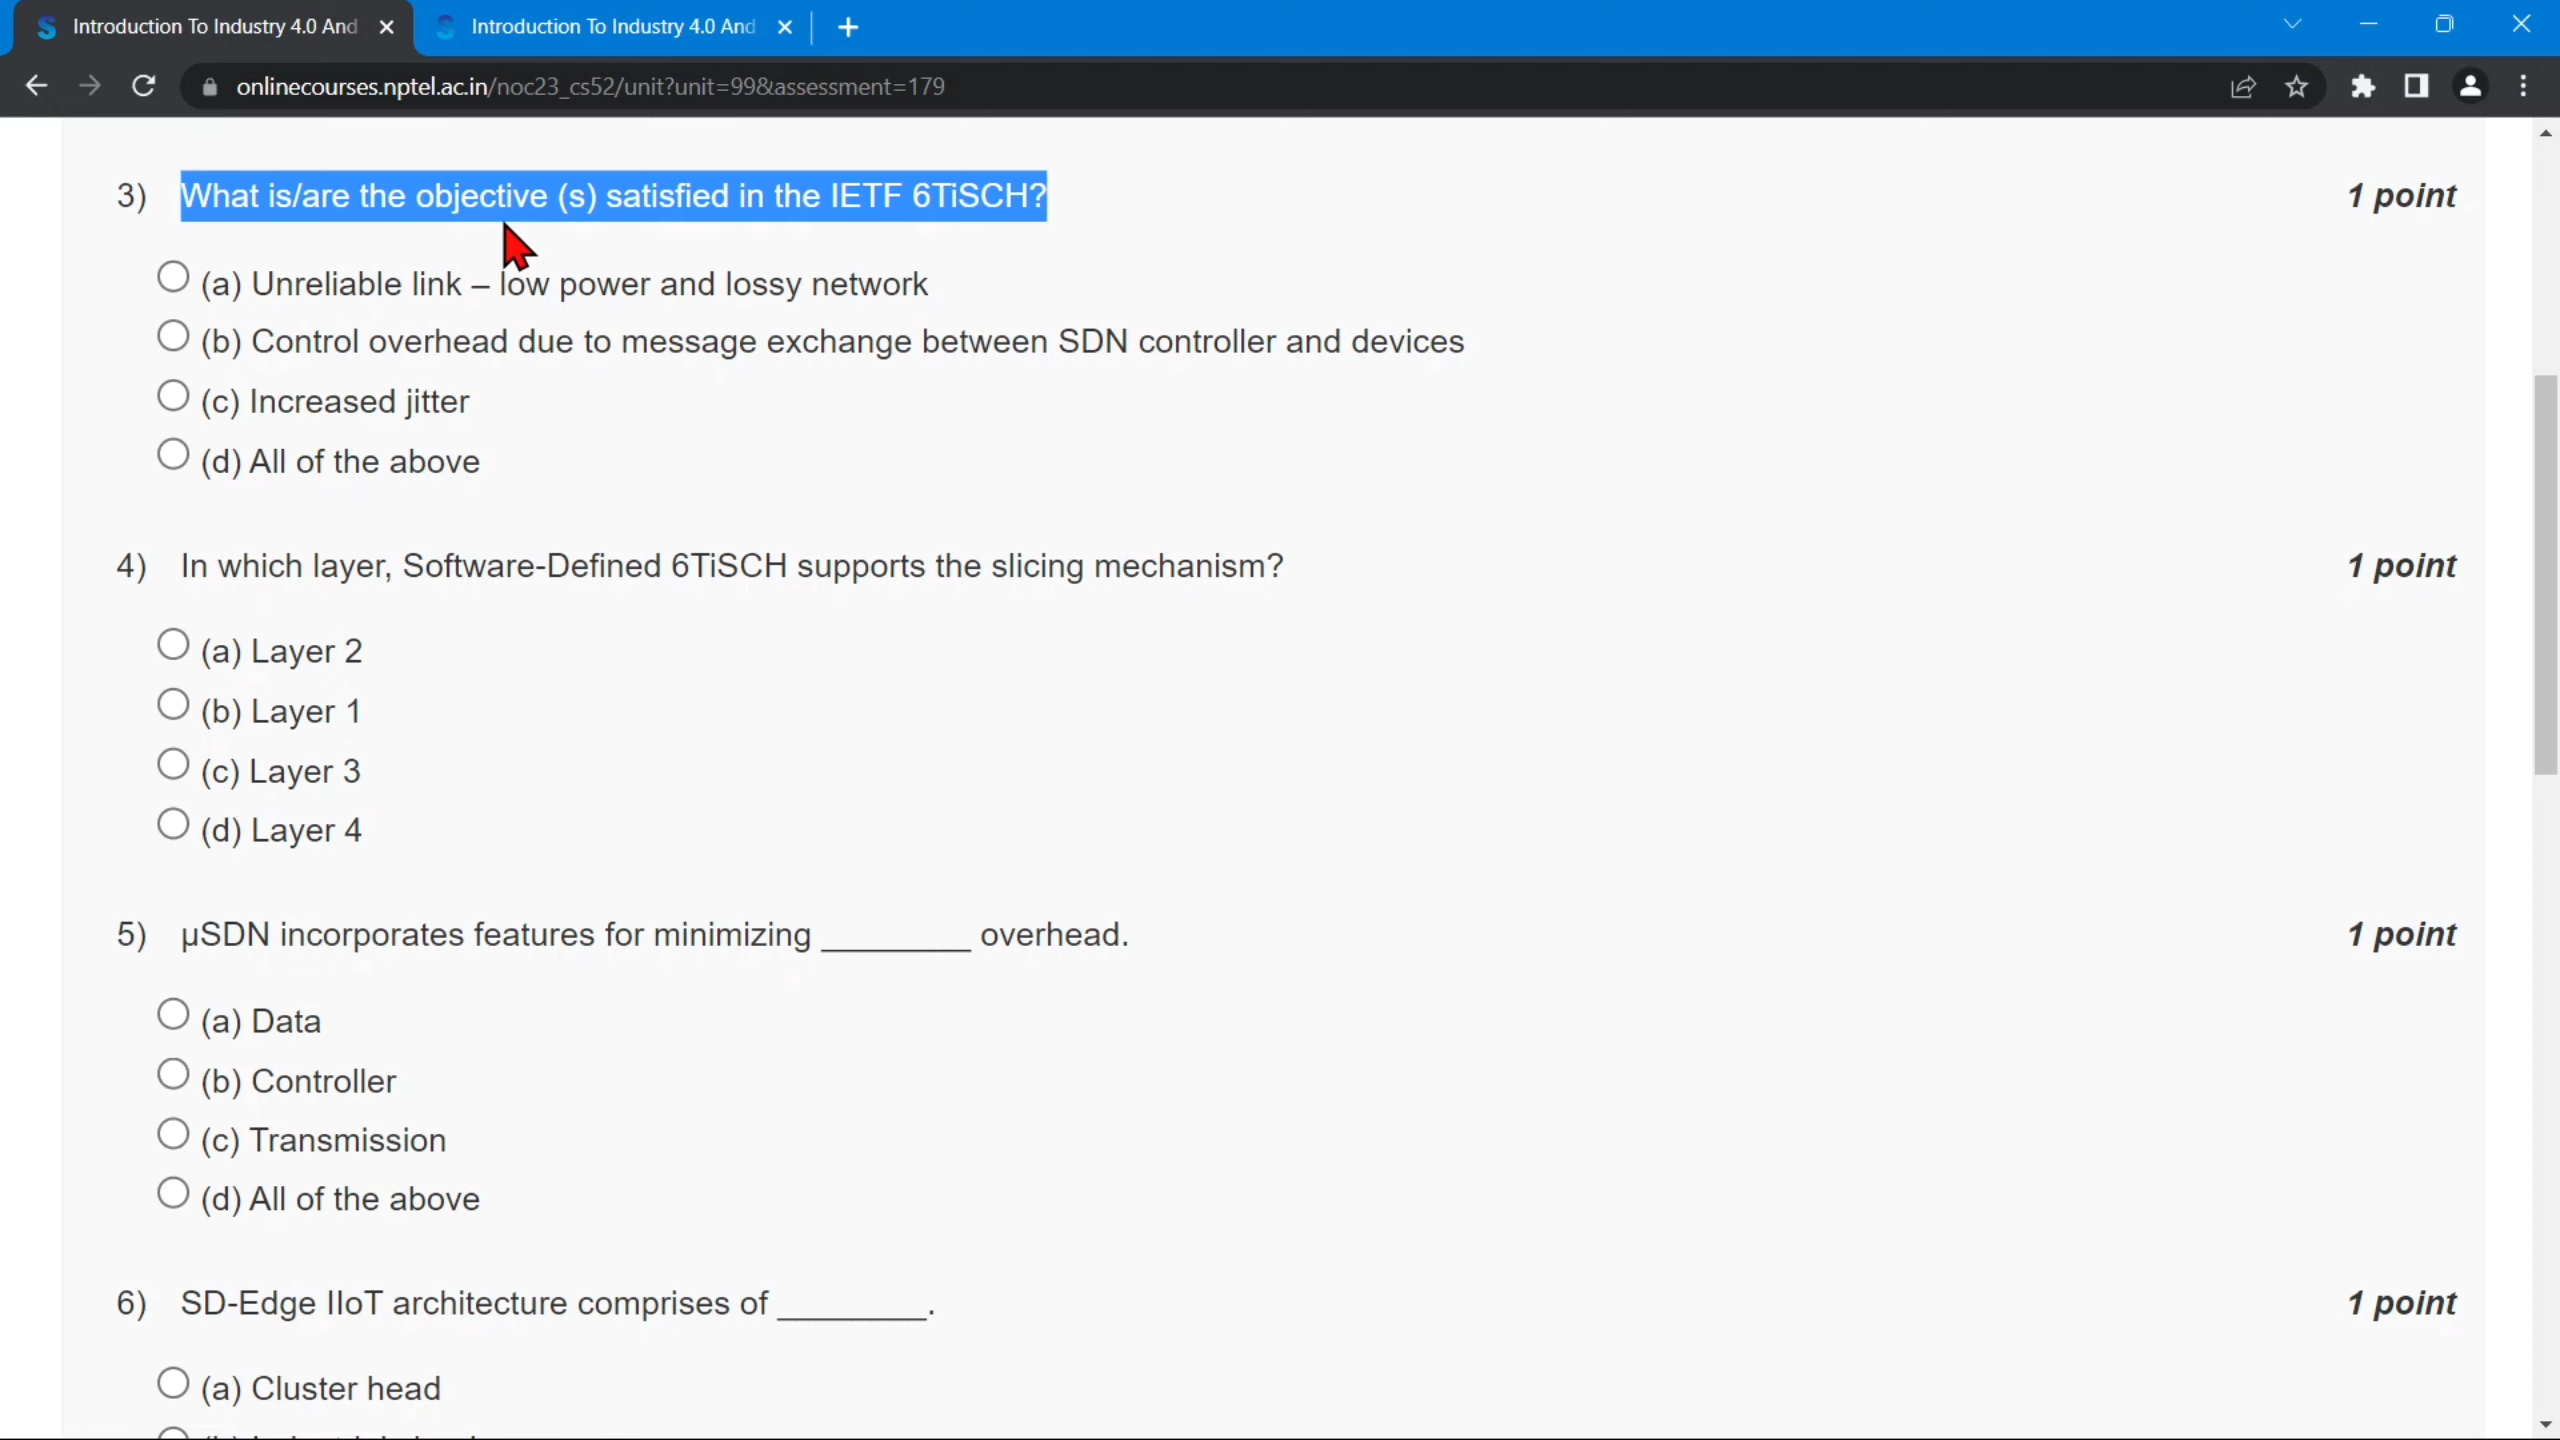 Introduction To Industry 4.0 And
Introduction To Industry 4.0 And
onlinecourses.nptel.ac.in/noc23_cs52/unit?unit=99&assessment=179
3) What is/are the objective (s) satisfied in the IETF 6TiSCH? 1 point
(a) Unreliable link – low power and lossy network
(b) Control overhead due to message exchange between SDN controller and devices
(c) Increased jitter
(d) All of the above
4) In which layer, Software-Defined 6TiSCH supports the slicing mechanism? 1 point
(a) Layer 2
(b) Layer 1
(c) Layer 3
(d) Layer 4
5) µSDN incorporates features for minimizing ________ overhead. 1 point
(a) Data
(b) Controller
(c) Transmission
(d) All of the above
6) SD-Edge IIoT architecture comprises of ________. 1 point
(a) Cluster head